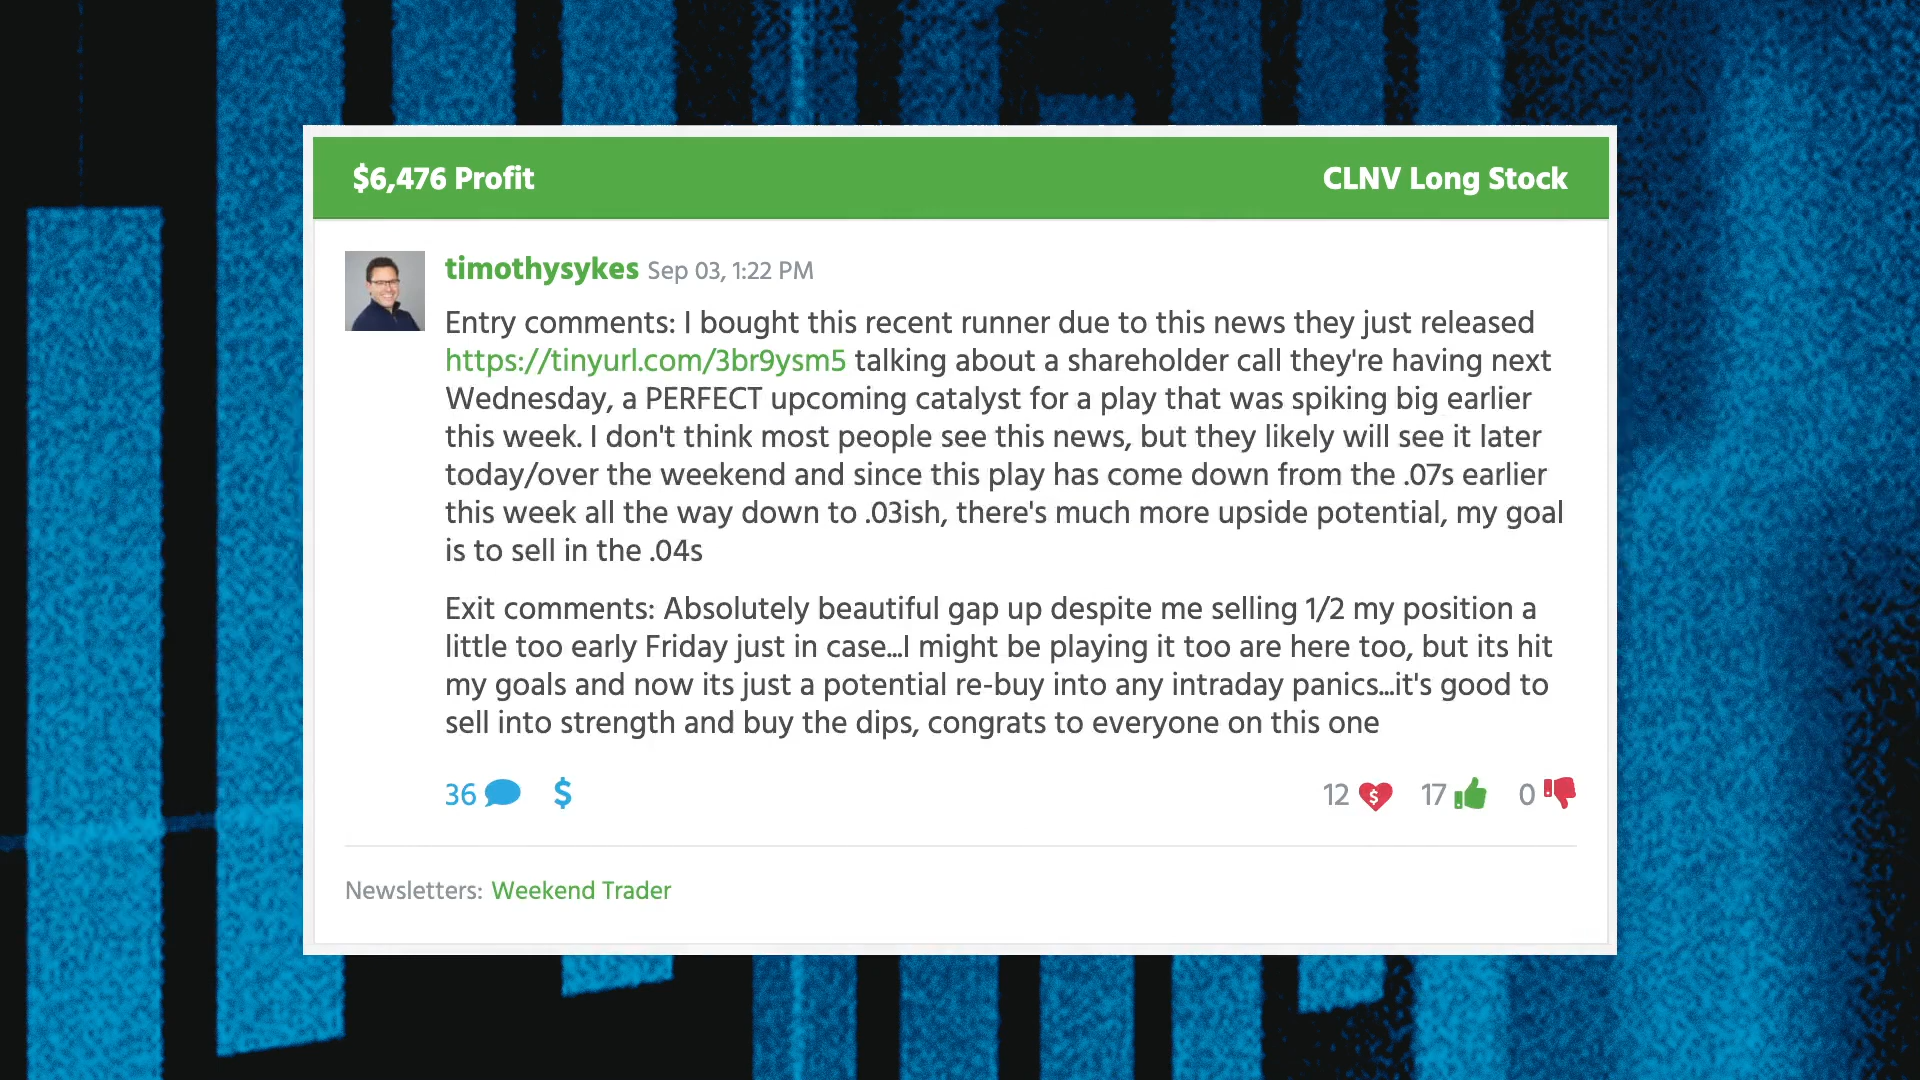 $6,476 Profit
CLNV Long Stock
timothysykes Sep 03, 1:22 PM
Entry comments: I bought this recent runner due to this news they just released
https://tinyurl.com/3br9ysm5 talking about a shareholder call they're having next
Wednesday, a PERFECT upcoming catalyst for a play that was spiking big earlier
this week. I don't think most people see this news, but they likely will see it later
today/over the weekend and since this play has come down from the .07s earlier
this week all the way down to .03ish, there's much more upside potential, my goal
is to sell in the .04s
Exit comments: Absolutely beautiful gap up despite me selling 1/2 my position a
little too early Friday just in case...I might be playing it too are here too, but its hit
my goals and now its just a potential re-buy into any intraday panics...it's good to
sell into strength and buy the dips, congrats to everyone on this one
36 $ 12 $ 17 0
Newsletters: Weekend Trader